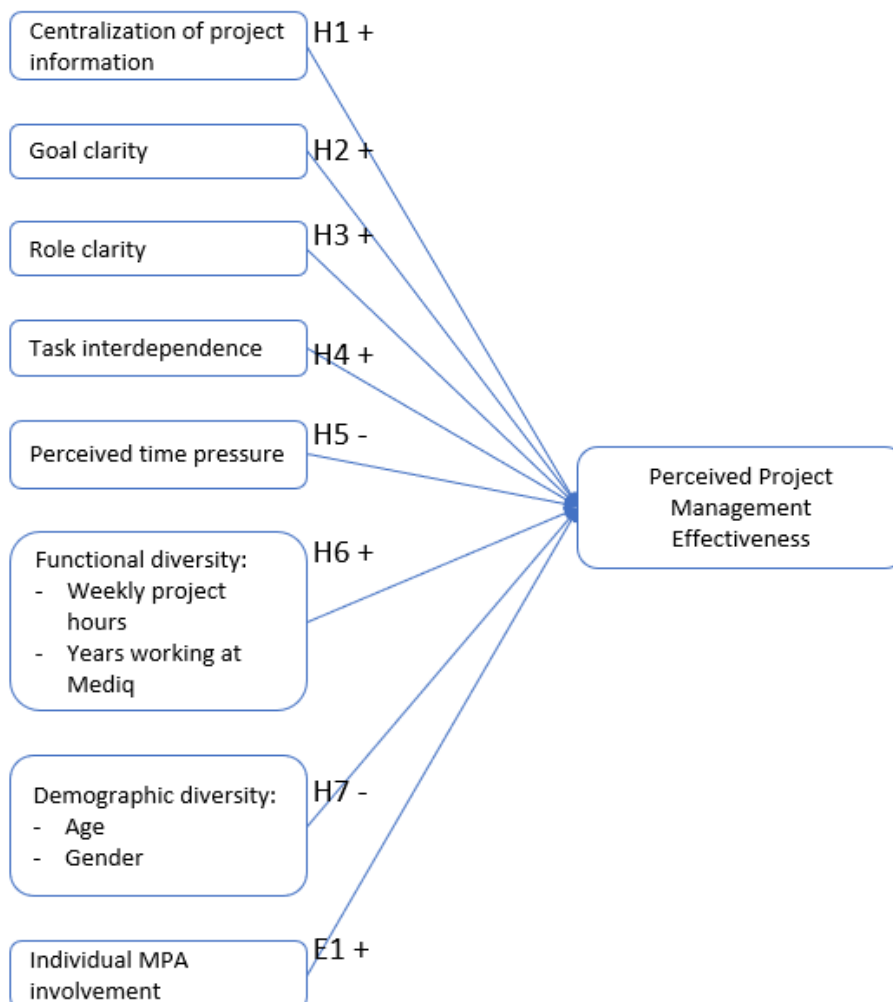 Centralization of project
information
H1 +
Goal clarity
H2 +
Role clarity
H3 +
Task interdependence
H4 +
Perceived time pressure
H5 -
Functional diversity:
- Weekly project
hours
- Years working at
Mediq
H6 +
Demographic diversity:
- Age
- Gender
H7 -
Individual MPA
involvement
E1 +
Perceived Project
Management
Effectiveness